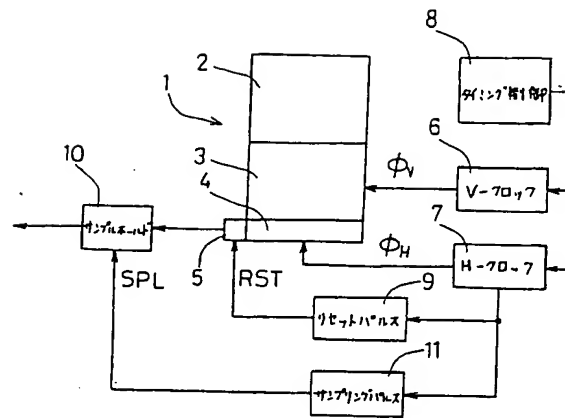 8
2
タイミング制御
1
6
10
3
φV
V-クロック
4
7
サンプルホールド
φH
H-クロック
5
SPL
RST
9
リセットパルス
11
サンプリングパルス